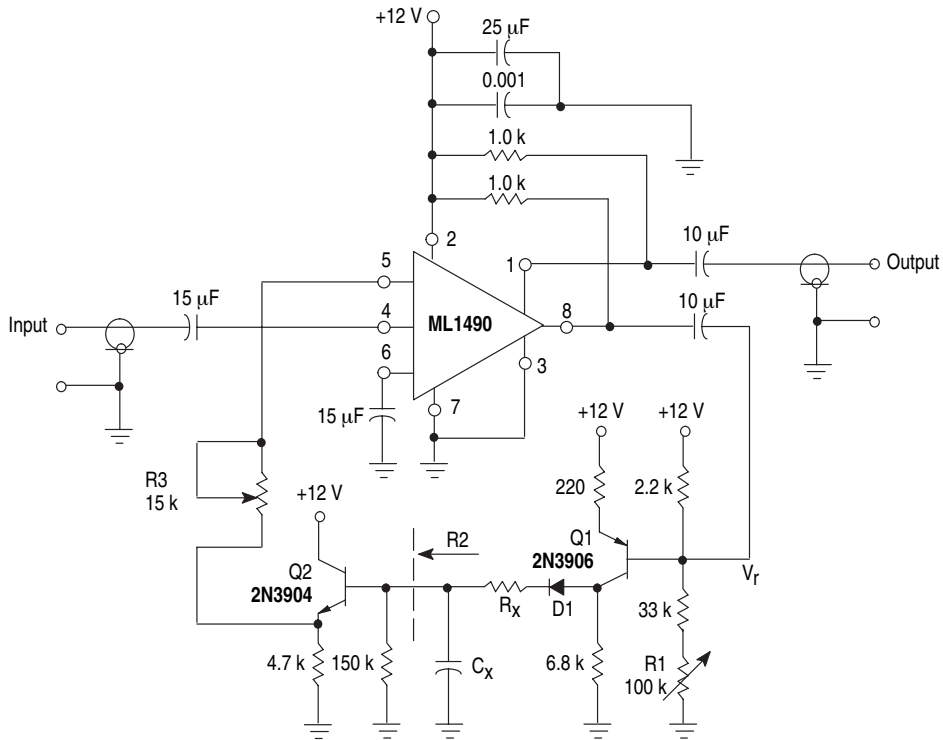 +12 V
25 μF
0.001
1.0 k
1.0 k
2
5
1
10 μF
Output
15 μF
10 μF
Input
4
ML1490
8
6
3
15 μF
7
+12 V
+12 V
R3
15 k
+12 V
220
2.2 k
Q1
R2
Q2
2N3906
2N3904
Vr
Rx
D1
33 k
4.7 k
150 k
Cx
6.8 k
R1
100 k